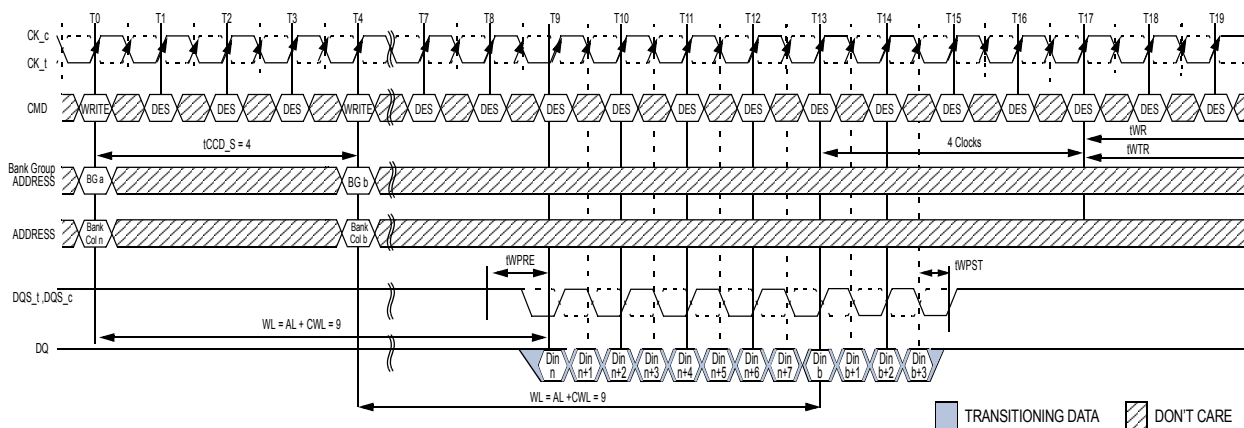 T0 T1 T2 T3 T4 T7 T8 T9 T10 T11 T12 T13 T14 T15 T16 T17 T18 T19
CK_c
CK_t
CMD WRITE DES DES DES WRITE DES DES DES DES DES DES DES DES DES DES DES DES DES
tCCD_S = 4
4 Clocks
tWR
tWTR
Bank Group
ADDRESS
BG a
BG b
ADDRESS
Bank
Col n
Bank
Col b
tWPRE
tWPST
DQS_t ,DQS_c
WL = AL + CWL = 9
DQ
Din Din Din Din Din Din Din Din Din Din Din Din
n n+1 n+2 n+3 n+4 n+5 n+6 n+7 b b+1 b+2 b+3
WL = AL +CWL = 9
TRANSITIONING DATA
DON'T CARE